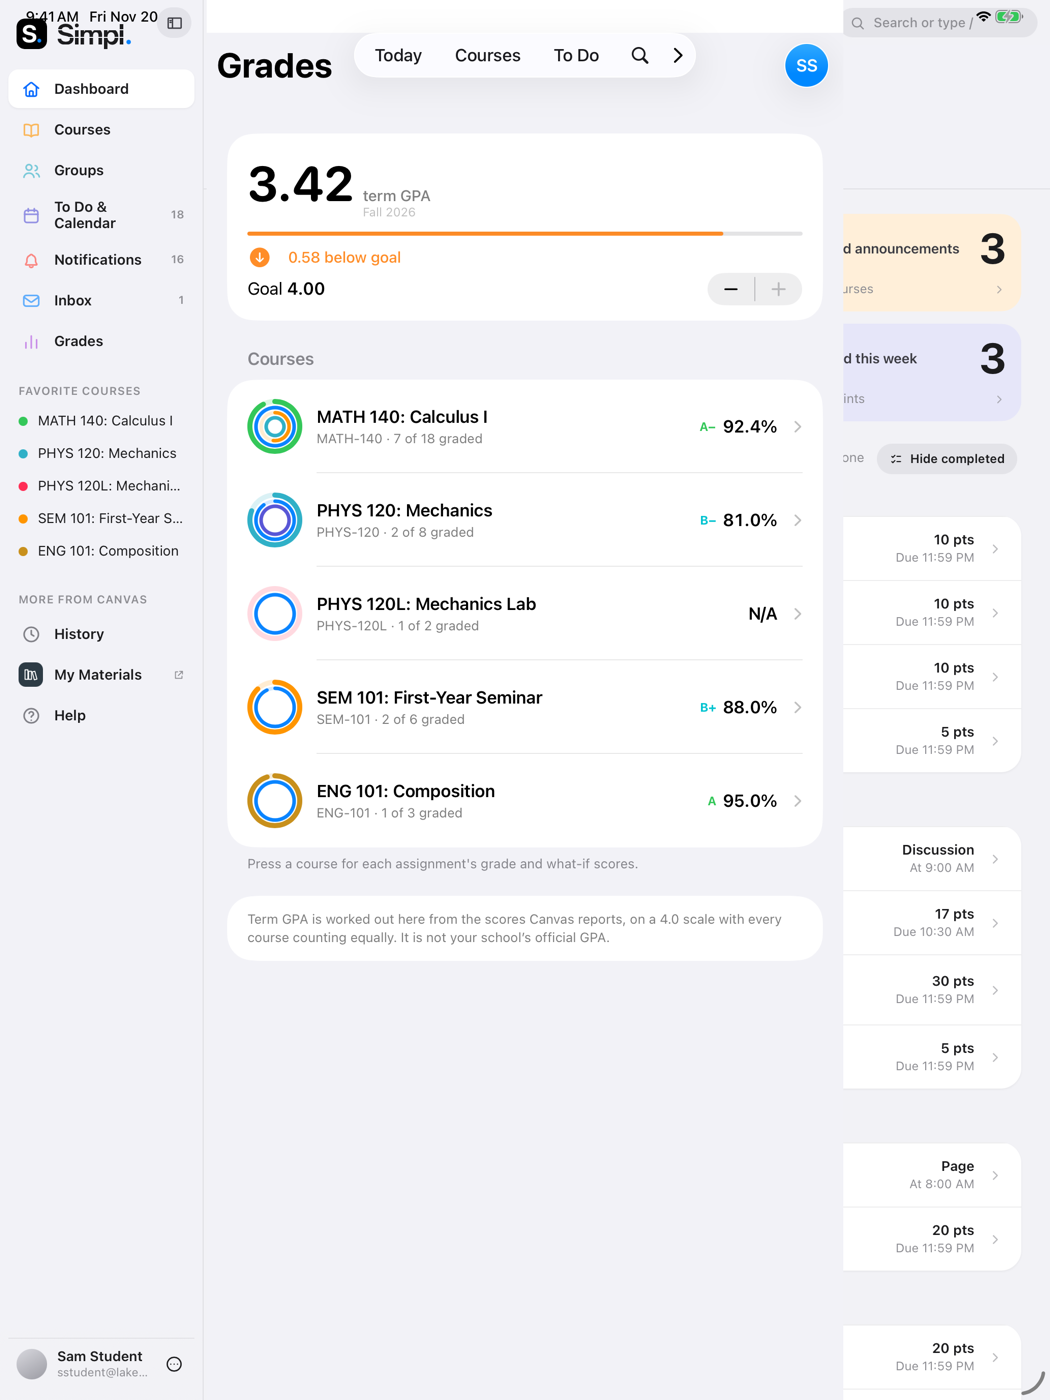 9:41 AM Fri Nov 20
S. Simpl.
Dashboard
Courses
Groups
To Do &
Calendar
18
Notifications
16
Inbox
1
Grades
FAVORITE COURSES
MATH 140: Calculus I
PHYS 120: Mechanics
PHYS 120L: Mechani...
SEM 101: First-Year S...
ENG 101: Composition
MORE FROM CANVAS
History
My Materials
Help
Sam Student
sstudent@lake...
Grades
Today
Courses
To Do
SS
3.42 term GPA
Fall 2026
0.58 below goal
Goal 4.00
Courses
MATH 140: Calculus I
MATH-140 · 7 of 18 graded
A− 92.4%
PHYS 120: Mechanics
PHYS-120 · 2 of 8 graded
B− 81.0%
PHYS 120L: Mechanics Lab
PHYS-120L · 1 of 2 graded
N/A
SEM 101: First-Year Seminar
SEM-101 · 2 of 6 graded
B+ 88.0%
ENG 101: Composition
ENG-101 · 1 of 3 graded
A 95.0%
Press a course for each assignment's grade and what-if scores.
Term GPA is worked out here from the scores Canvas reports, on a 4.0 scale with every
course counting equally. It is not your school's official GPA.
Search or type /
d announcements
3
urses
d this week
3
ints
one
Hide completed
10 pts
Due 11:59 PM
10 pts
Due 11:59 PM
10 pts
Due 11:59 PM
5 pts
Due 11:59 PM
Discussion
At 9:00 AM
17 pts
Due 10:30 AM
30 pts
Due 11:59 PM
5 pts
Due 11:59 PM
Page
At 8:00 AM
20 pts
Due 11:59 PM
20 pts
Due 11:59 PM